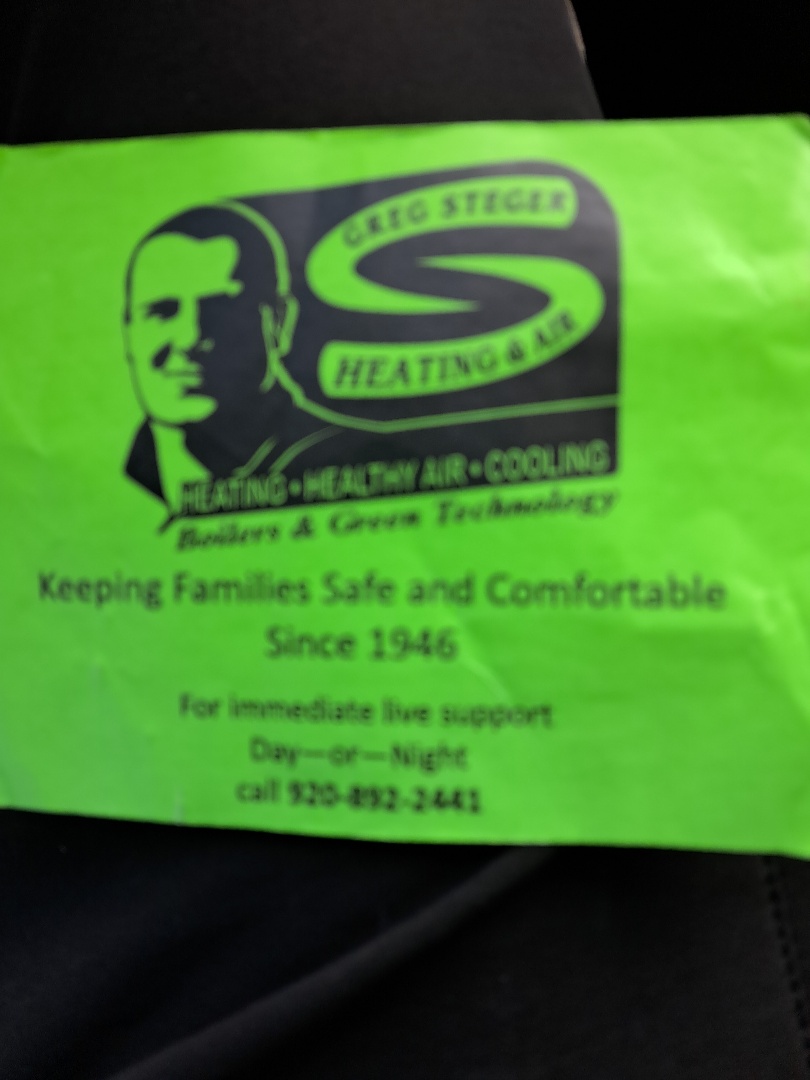 GREG STEGER
HEATING & AIR
HEATING • HEALTHY AIR • COOLING
Boilers & Green Technology
Keeping Families Safe and Comfortable
Since 1946
For immediate live support
Day—or—Night
call 920-892-2441